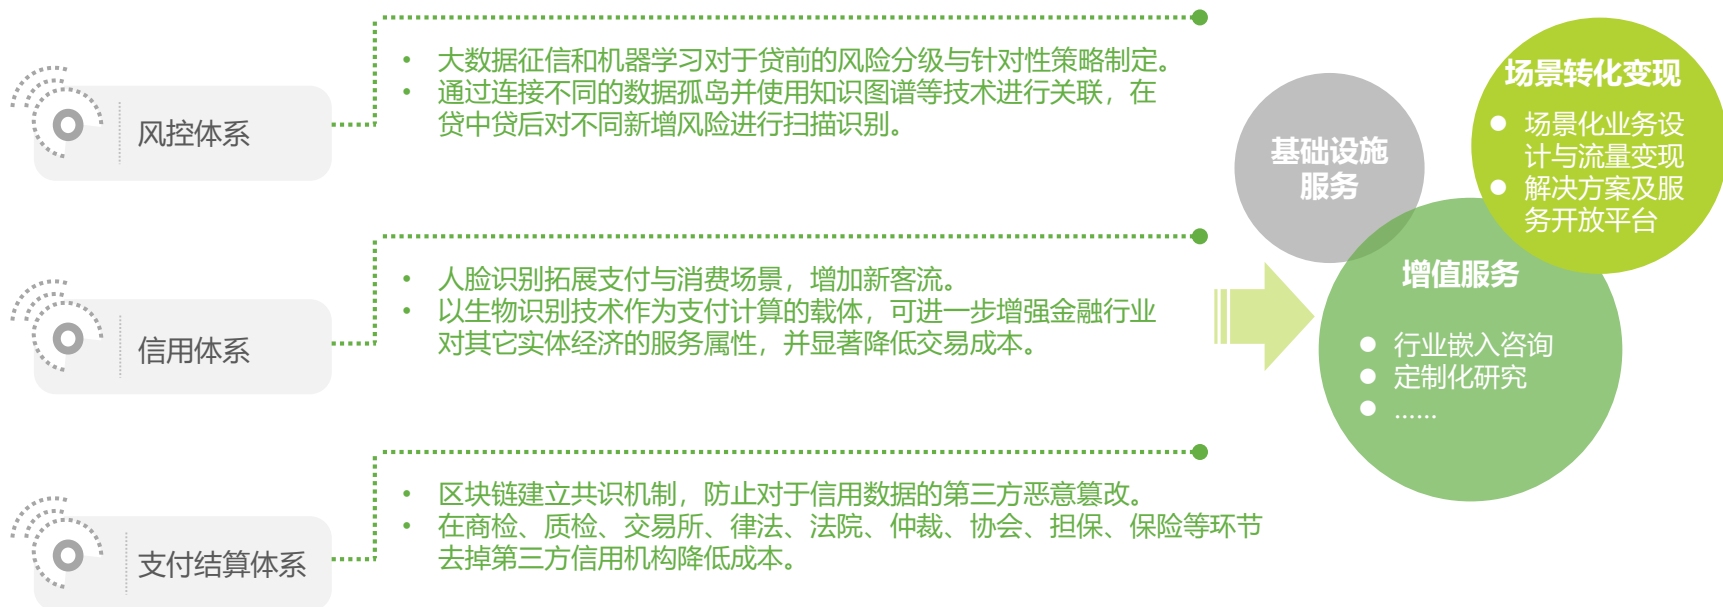 风控体系
• 大数据征信和机器学习对于贷前的风险分级与针对性策略制定。
• 通过连接不同的数据孤岛并使用知识图谱等技术进行关联，在
贷中贷后对不同新增风险进行扫描识别。
信用体系
• 人脸识别拓展支付与消费场景，增加新客流。
• 以生物识别技术作为支付计算的载体，可进一步增强金融行业
对其它实体经济的服务属性，并显著降低交易成本。
支付结算体系
• 区块链建立共识机制，防止对于信用数据的第三方恶意篡改。
• 在商检、质检、交易所、律法、法院、仲裁、协会、担保、保险等环节
去掉第三方信用机构降低成本。
基础设施
服务
场景转化变现
● 场景化业务设
计与流量变现
● 解决方案及服
务开放平台
增值服务
● 行业嵌入咨询
● 定制化研究
● ……